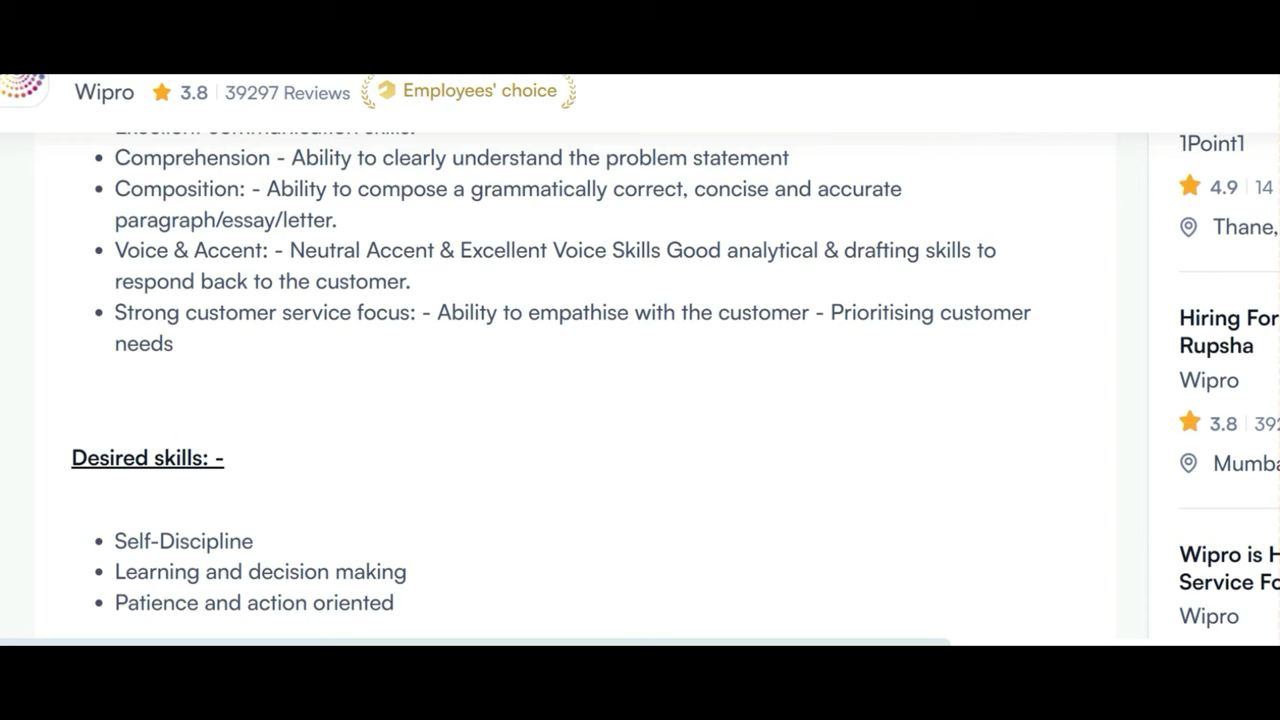 Wipro 3.8 39297 Reviews Employees' choice
Comprehension - Ability to clearly understand the problem statement
Composition: - Ability to compose a grammatically correct, concise and accurate
paragraph/essay/letter.
Voice & Accent: - Neutral Accent & Excellent Voice Skills Good analytical & drafting skills to
respond back to the customer.
Strong customer service focus: - Ability to empathise with the customer - Prioritising customer
needs
Desired skills: -
Self-Discipline
Learning and decision making
Patience and action oriented
1Point1
4.9 14
Thane,
Hiring For
Rupsha
Wipro
3.8 392
Mumba
Wipro is H
Service Fo
Wipro